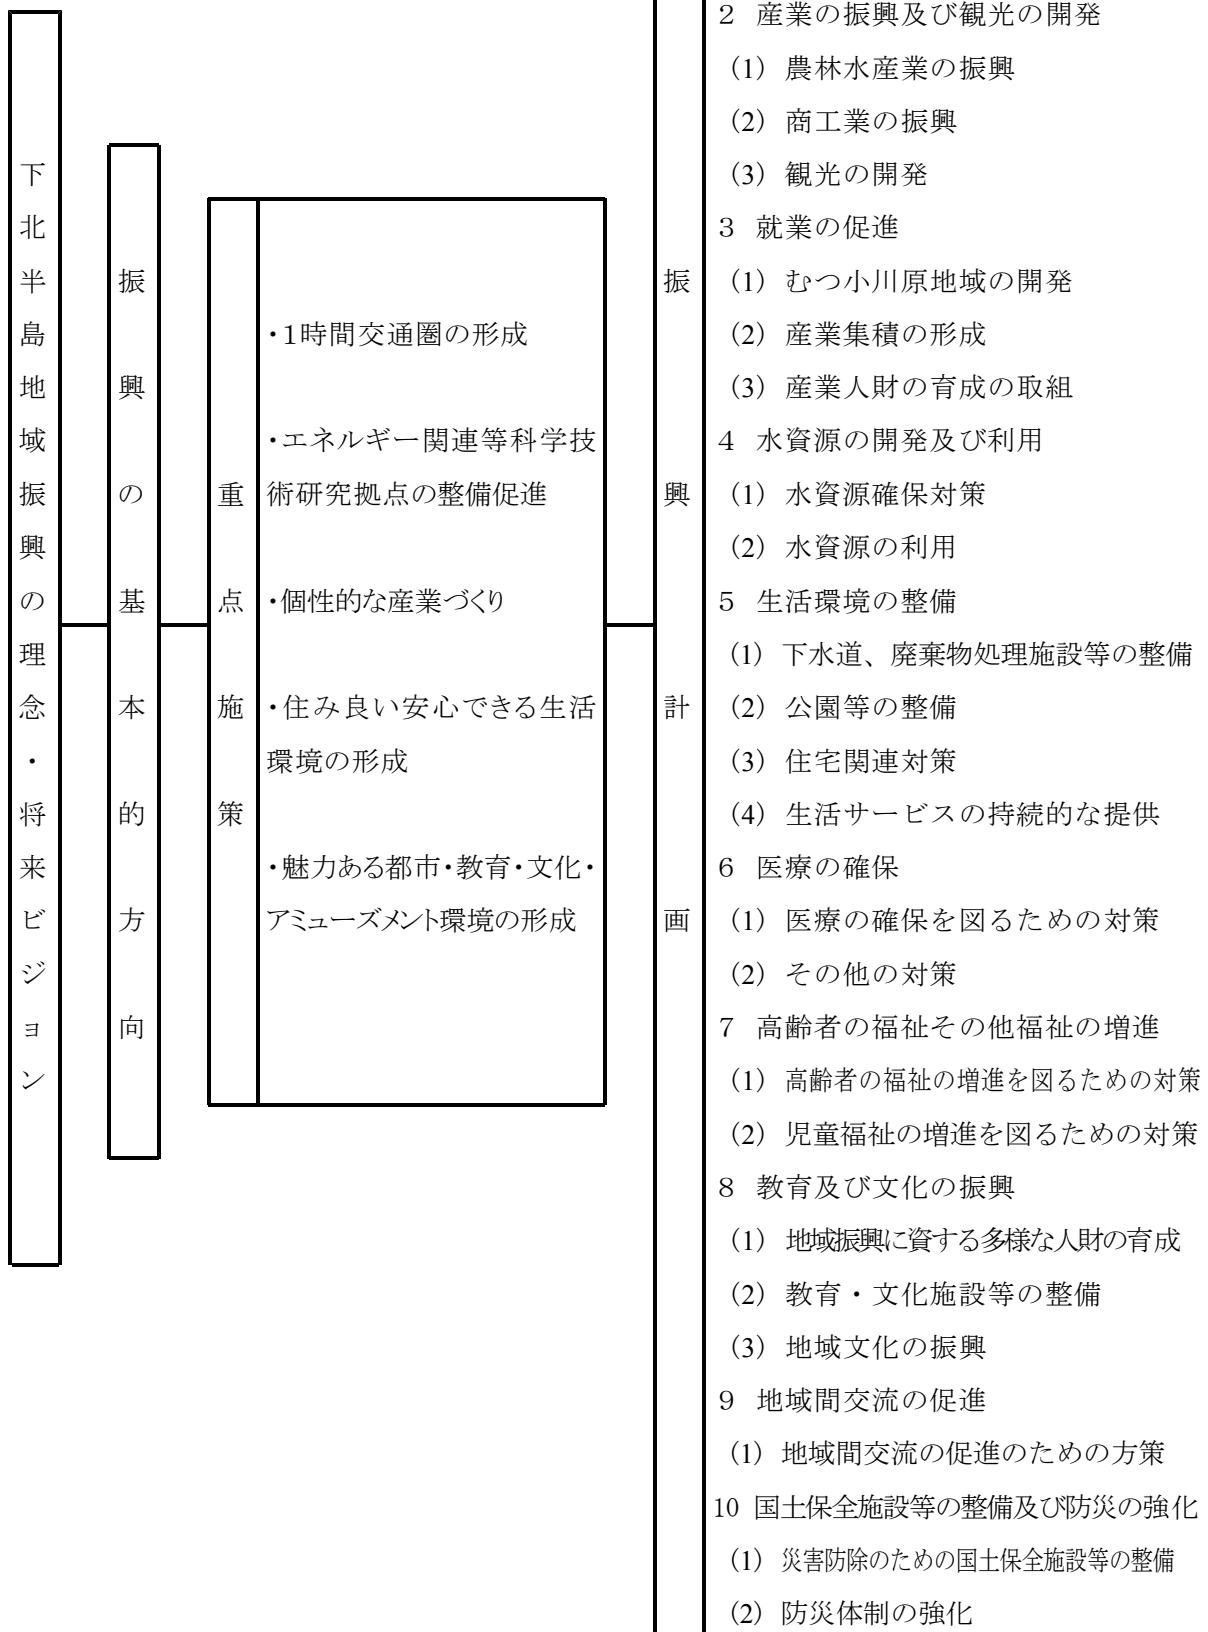 下北半島地域振興の理念・将来ビジョン
振興の基本的方向
重点施策
・1時間交通圏の形成
・エネルギー関連等科学技
術研究拠点の整備促進
・個性的な産業づくり
・住み良い安心できる生活
環境の形成
・魅力ある都市・教育・文化・
アミューズメント環境の形成
振興計画
2 産業の振興及び観光の開発
(1) 農林水産業の振興
(2) 商工業の振興
(3) 観光の開発
3 就業の促進
(1) むつ小川原地域の開発
(2) 産業集積の形成
(3) 産業人財の育成の取組
4 水資源の開発及び利用
(1) 水資源確保対策
(2) 水資源の利用
5 生活環境の整備
(1) 下水道、廃棄物処理施設等の整備
(2) 公園等の整備
(3) 住宅関連対策
(4) 生活サービスの持続的な提供
6 医療の確保
(1) 医療の確保を図るための対策
(2) その他の対策
7 高齢者の福祉その他福祉の増進
(1) 高齢者の福祉の増進を図るための対策
(2) 児童福祉の増進を図るための対策
8 教育及び文化の振興
(1) 地域振興に資する多様な人財の育成
(2) 教育・文化施設等の整備
(3) 地域文化の振興
9 地域間交流の促進
(1) 地域間交流の促進のための方策
10 国土保全施設等の整備及び防災の強化
(1) 災害防除のための国土保全施設等の整備
(2) 防災体制の強化